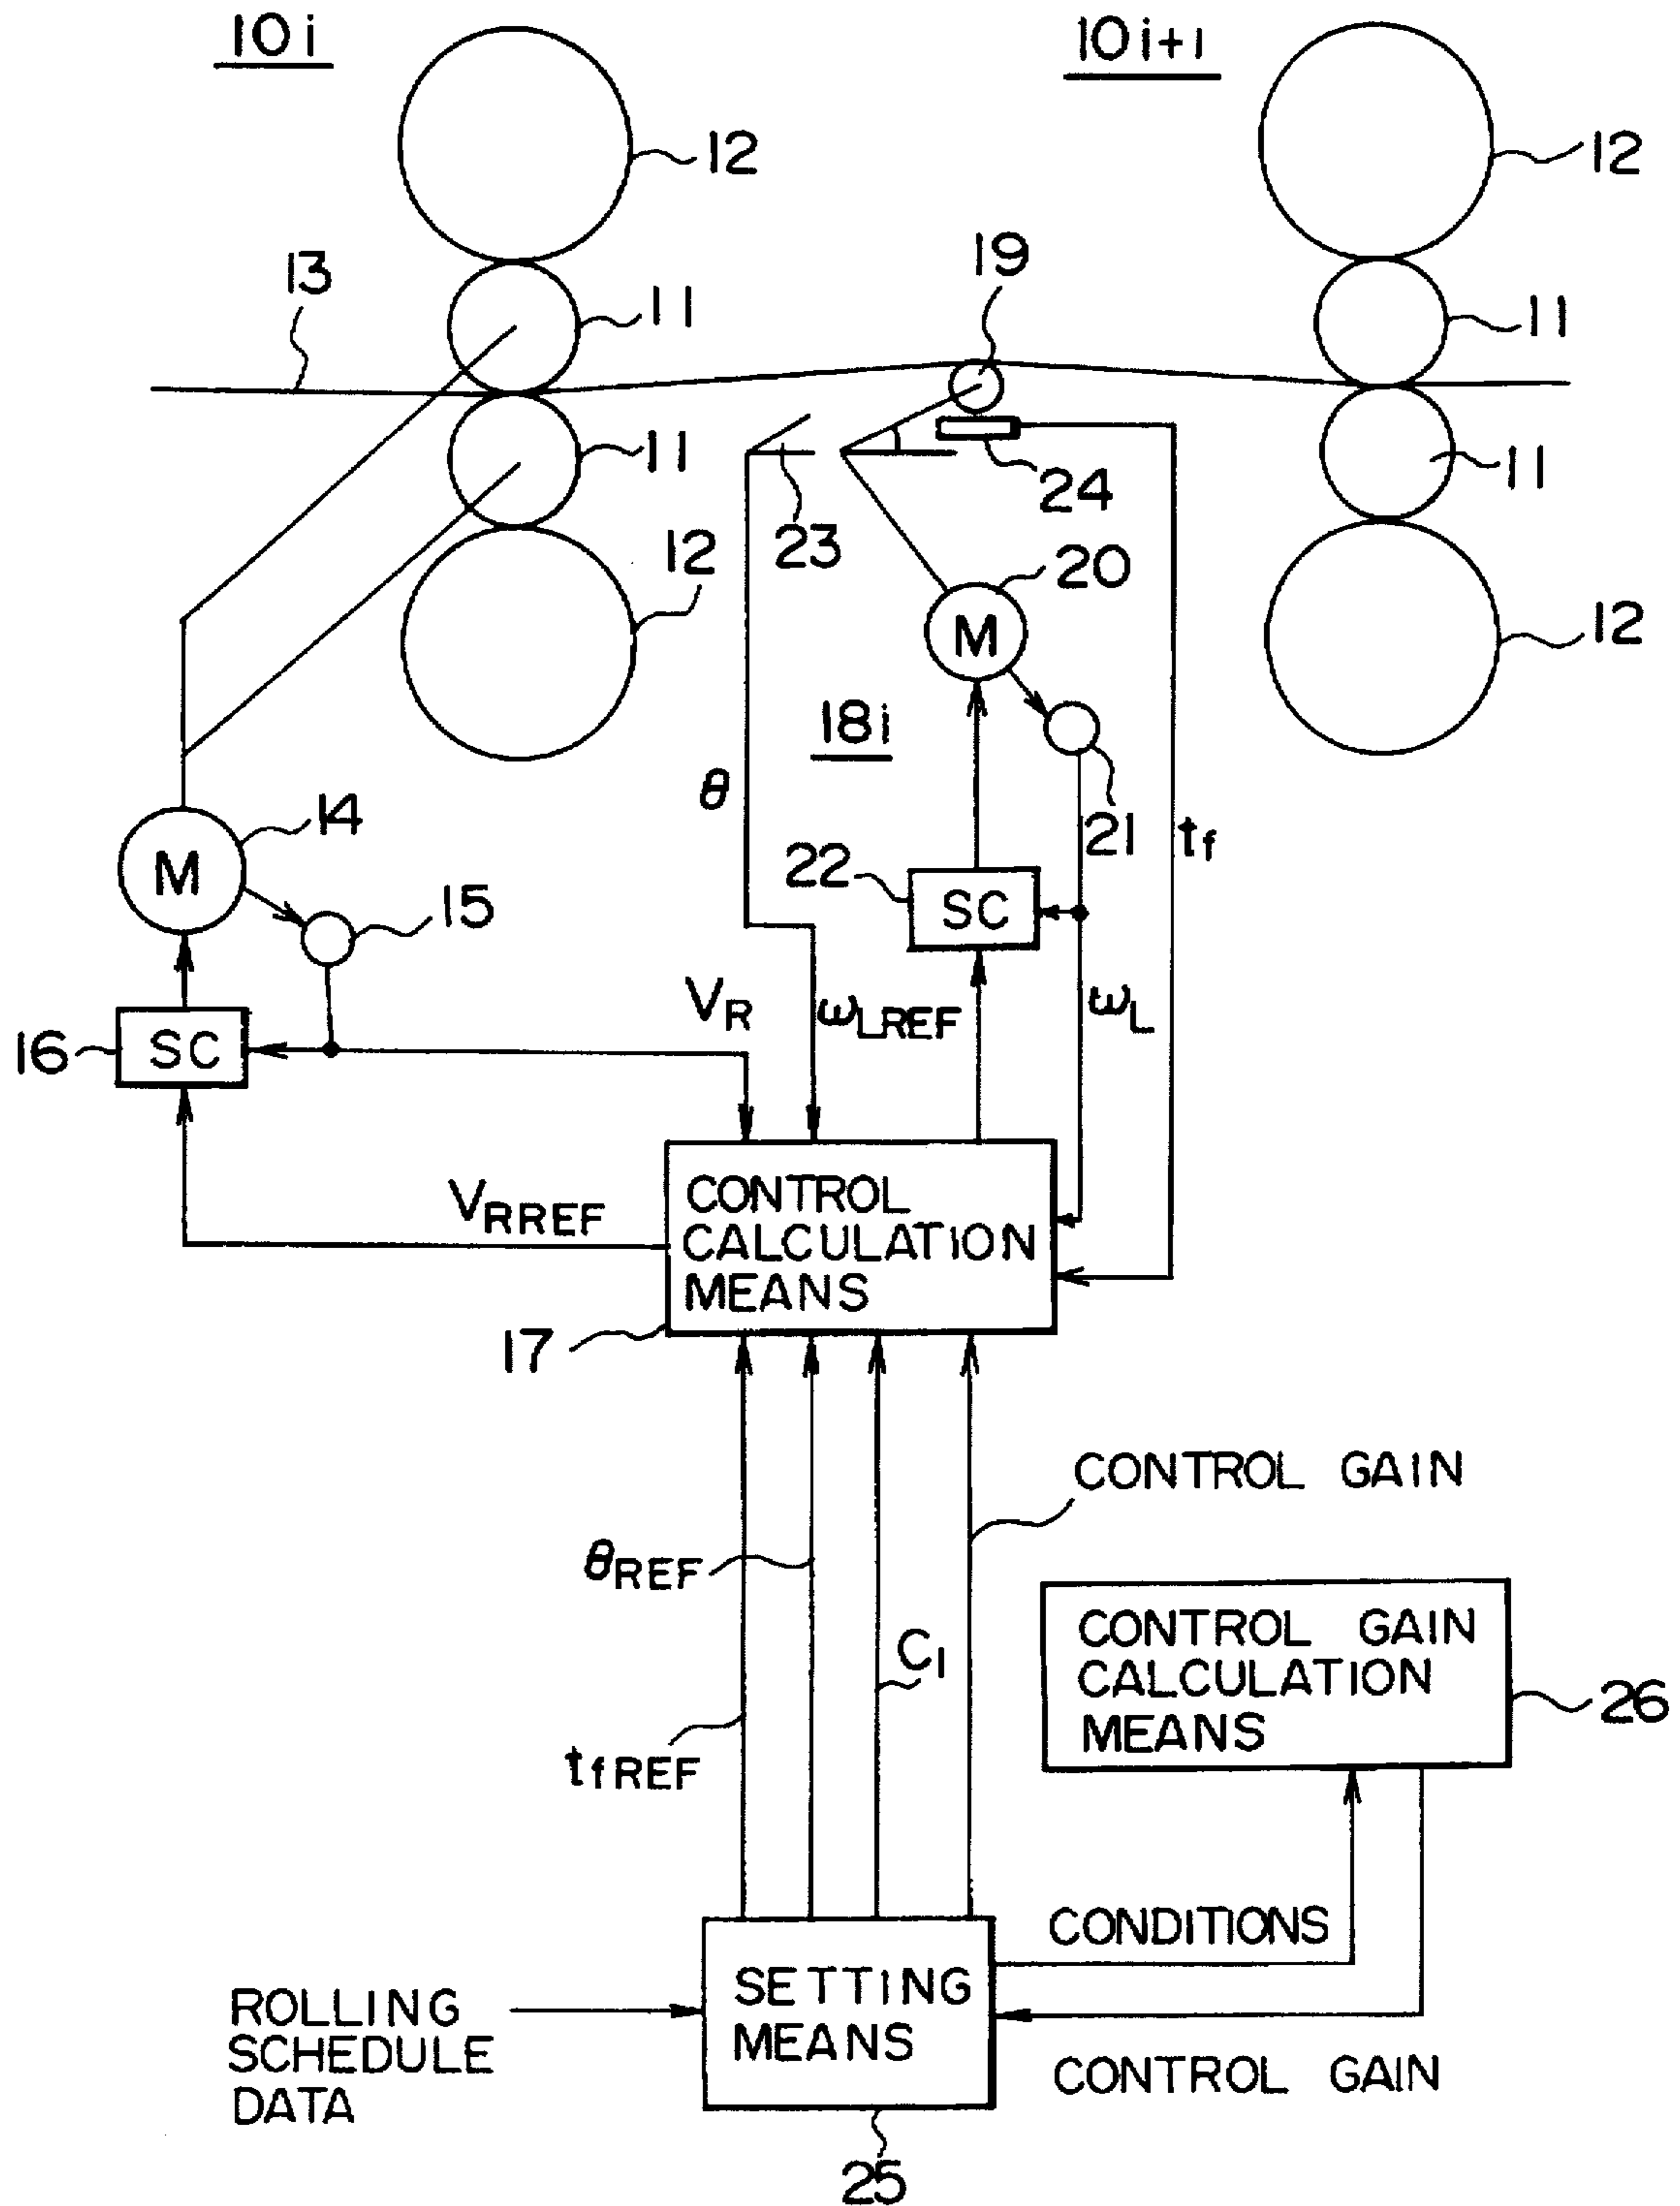 10i
10i+1
12
12
19
13
11
11
11
24
11
23
12
20
12
M
18i
θ
14
21
tf
22
M
SC
15
VR
ωLREF
ωL
16
SC
VRREF
CONTROL
CALCULATION
MEANS
17
CONTROL GAIN
θREF
C1
CONTROL GAIN
CALCULATION
MEANS
26
tfREF
CONDITIONS
ROLLING
SCHEDULE
DATA
SETTING
MEANS
CONTROL GAIN
25